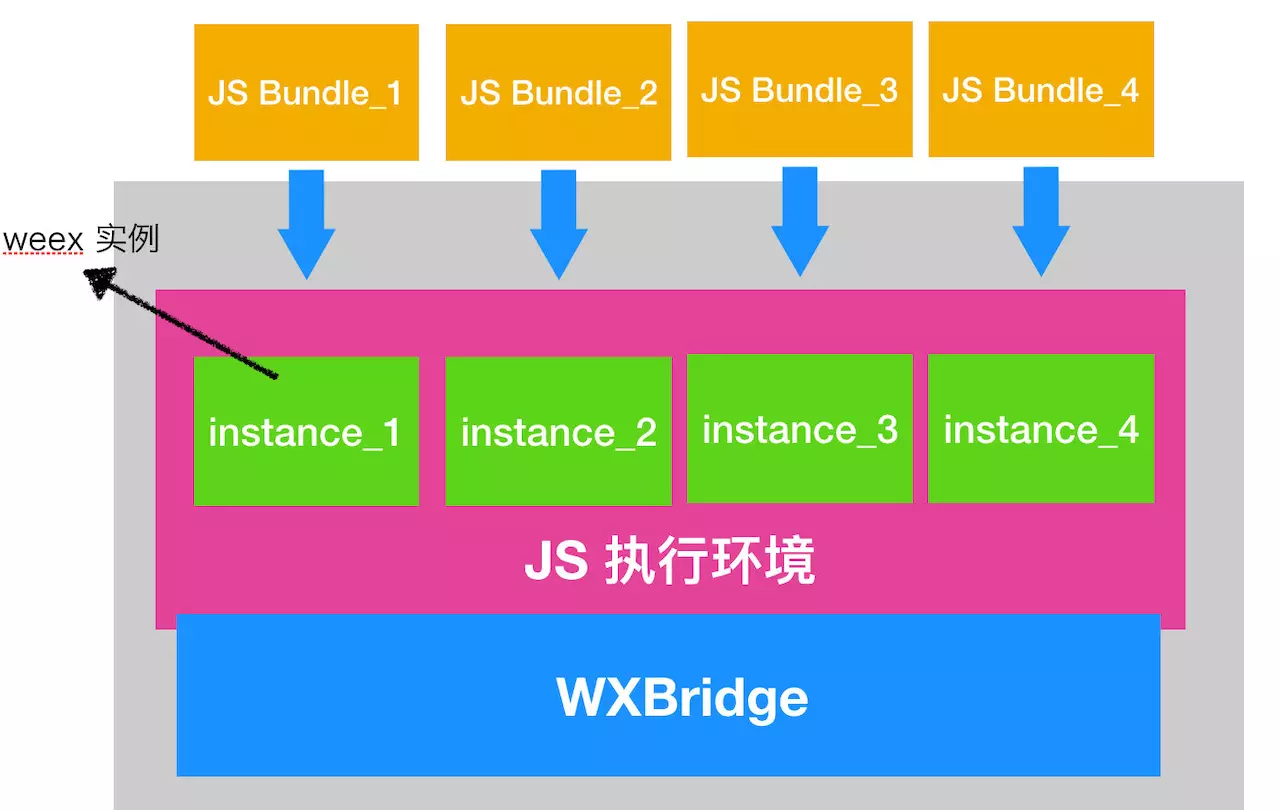 JS Bundle_1
JS Bundle_2
JS Bundle_3
JS Bundle_4
weex 实例
instance_1
instance_2
instance_3
instance_4
JS 执行环境
WXBridge